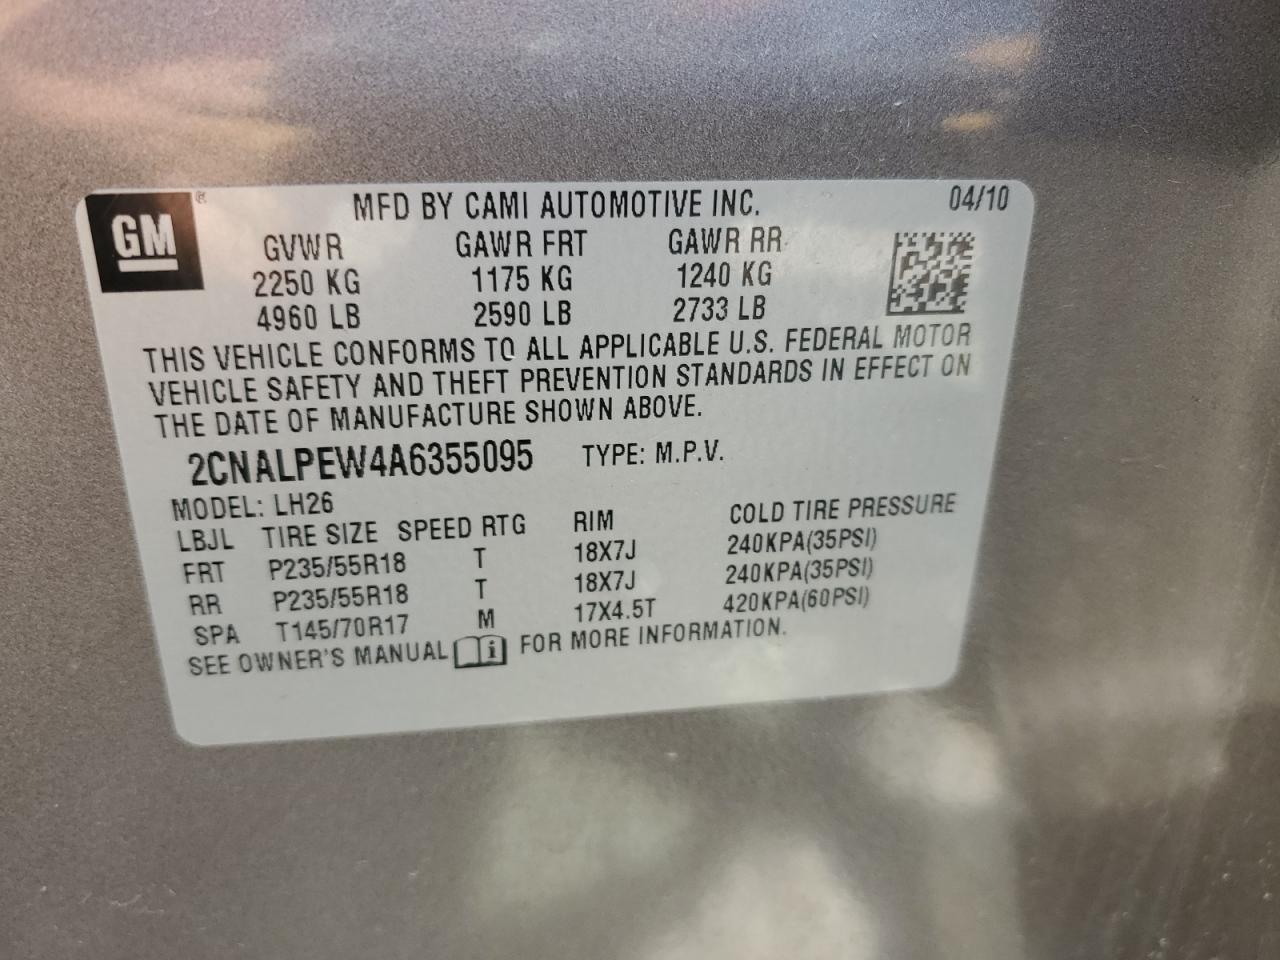 GM ®
MFD BY CAMI AUTOMOTIVE INC. 04/10
GVWR GAWR FRT GAWR RR
2250 KG 1175 KG 1240 KG
4960 LB 2590 LB 2733 LB
THIS VEHICLE CONFORMS TO ALL APPLICABLE U.S. FEDERAL MOTOR
VEHICLE SAFETY AND THEFT PREVENTION STANDARDS IN EFFECT ON
THE DATE OF MANUFACTURE SHOWN ABOVE.
2CNALPEW4A6355095 TYPE: M.P.V.
MODEL: LH26
LBJL TIRE SIZE SPEED RTG RIM COLD TIRE PRESSURE
FRT P235/55R18 T 18X7J 240KPA(35PSI)
RR P235/55R18 T 18X7J 240KPA(35PSI)
SPA T145/70R17 M 17X4.5T 420KPA(60PSI)
SEE OWNER'S MANUAL i FOR MORE INFORMATION.